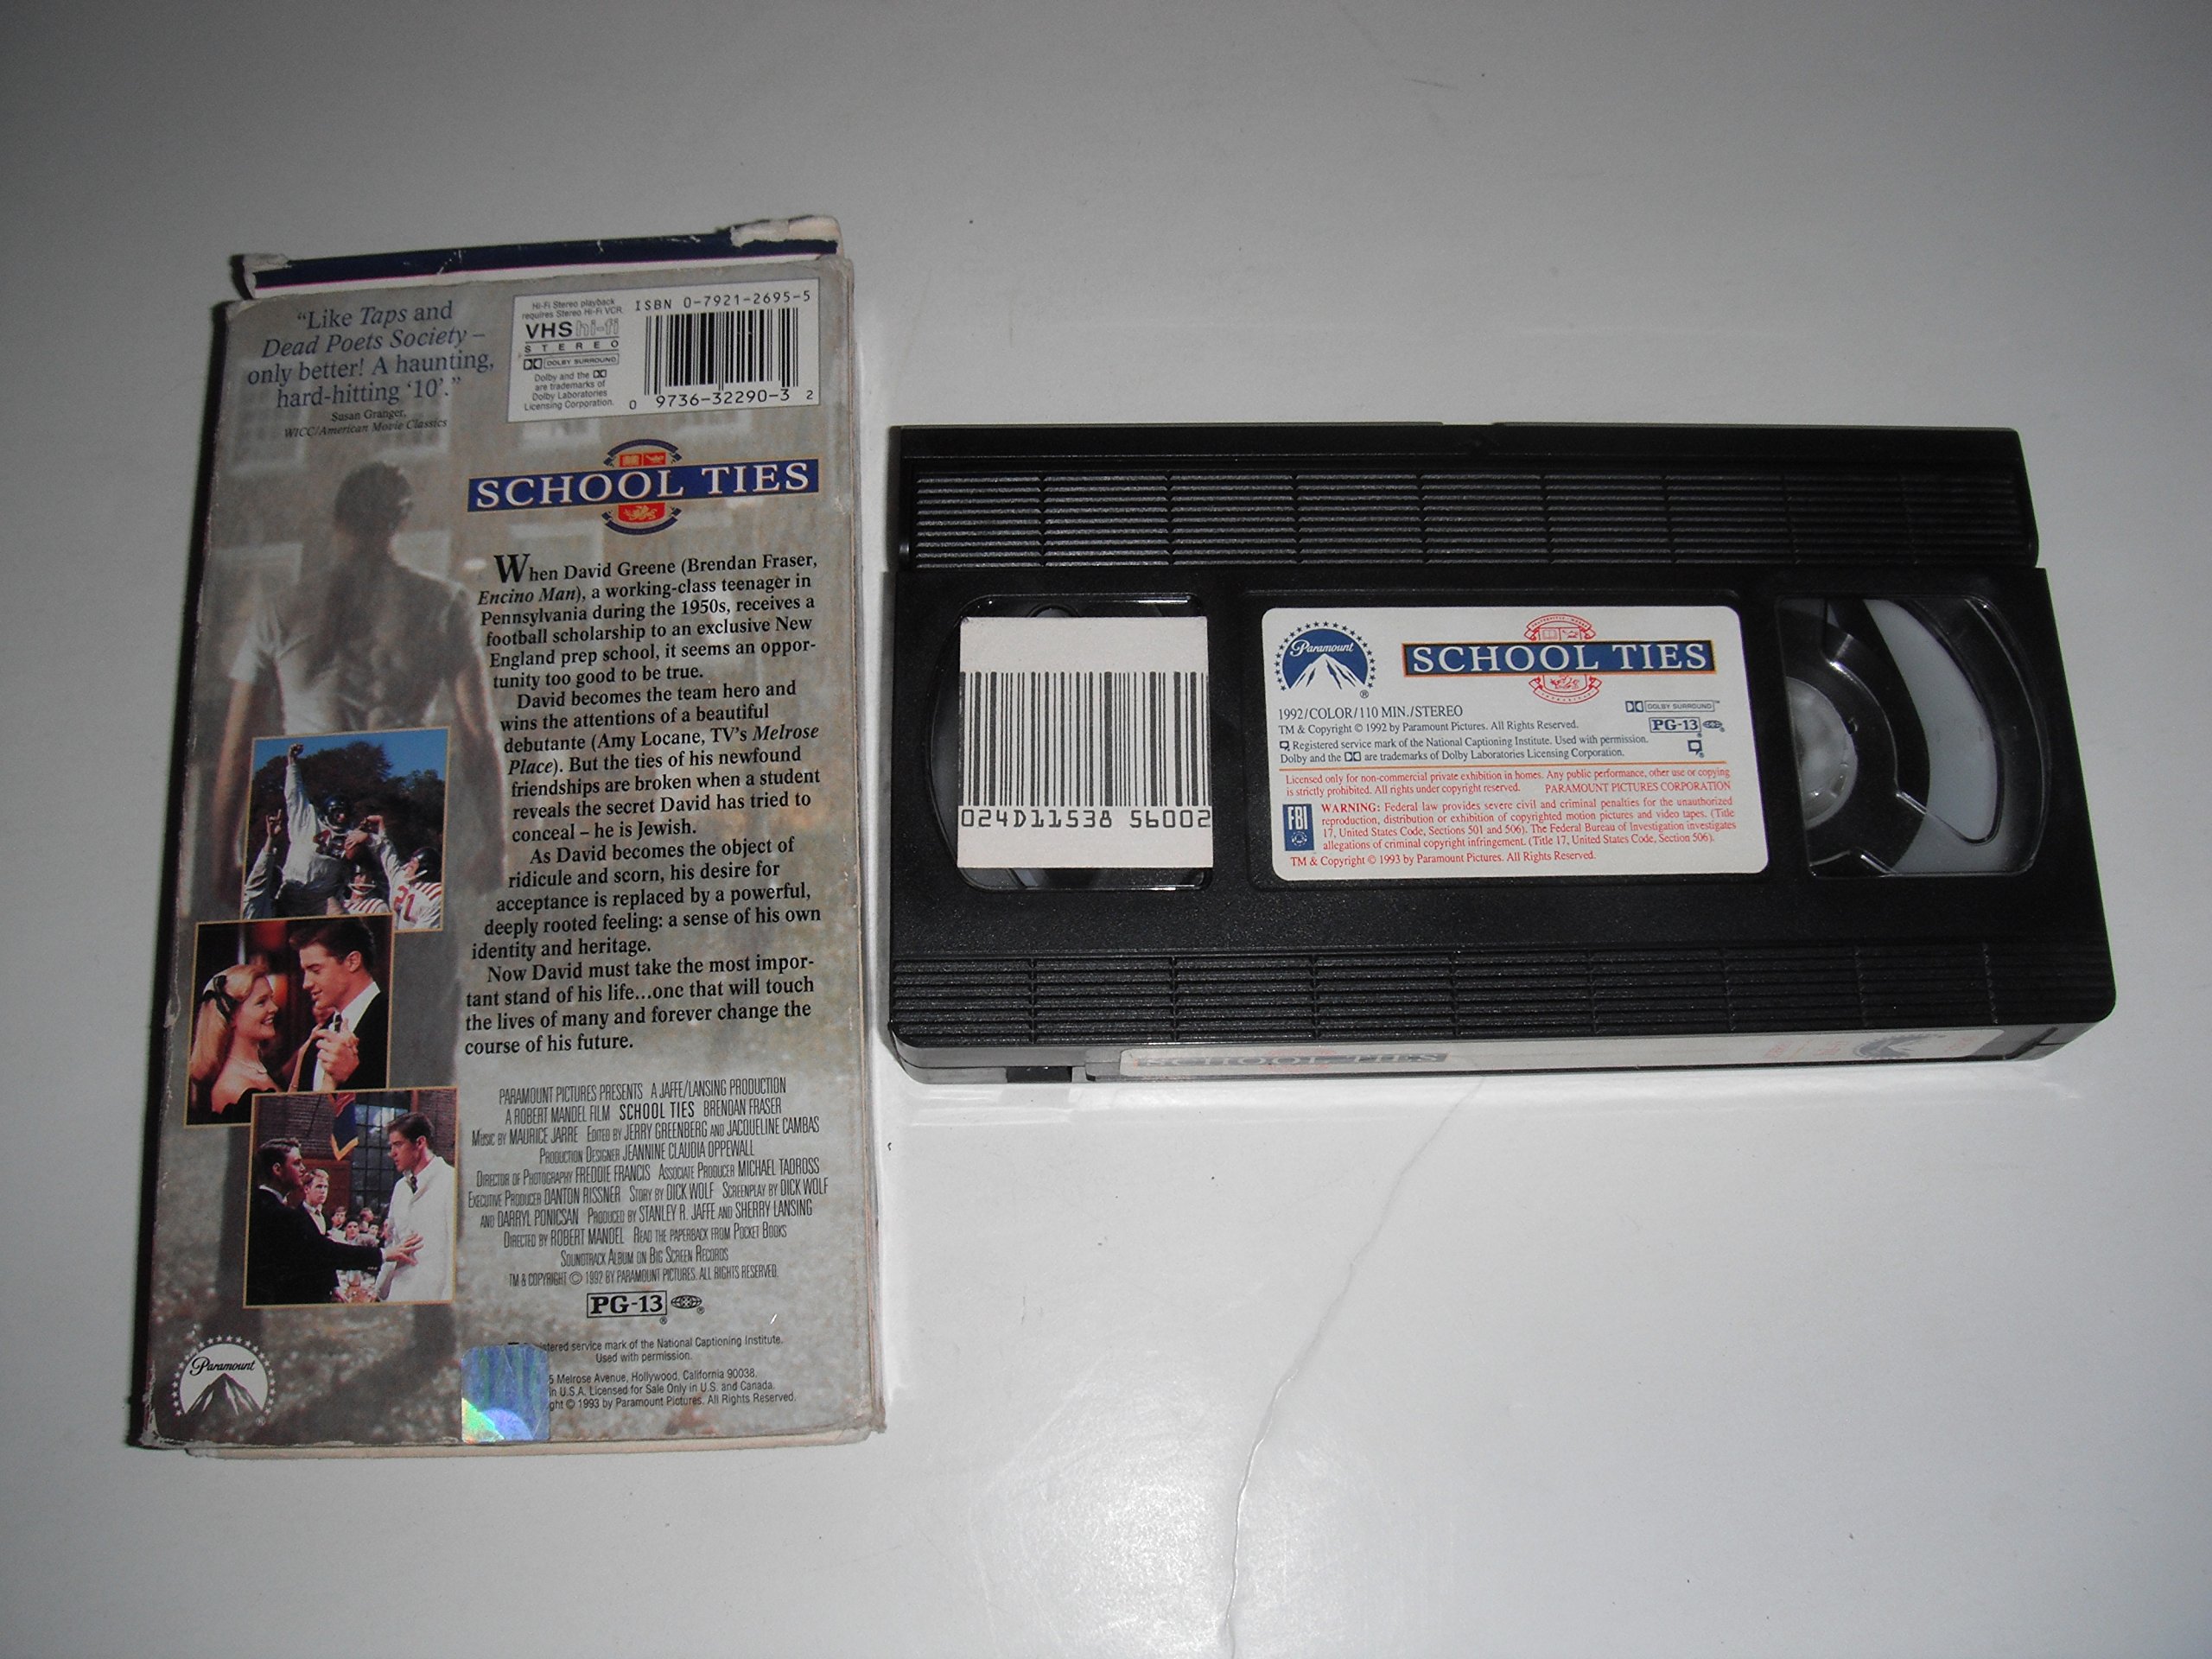 “Like Taps and
Dead Poets Society –
only better! A haunting,
hard-hitting ‘10’.”
Susan Granger,
WICC/American Movie Classics
Hi-Fi Stereo playback
requires Stereo Hi-Fi VCR
VHS hi-fi
STEREO
DOLBY SURROUND
Dolby and the
are trademarks of
Dolby Laboratories
Licensing Corporation.
ISBN 0-7921-2695-5
0 9736-32290-3 2
SCHOOL TIES
When David Greene (Brendan Fraser,
Encino Man), a working-class teenager in
Pennsylvania during the 1950s, receives a
football scholarship to an exclusive New
England prep school, it seems an oppor-
tunity too good to be true.
David becomes the team hero and
wins the attentions of a beautiful
debutante (Amy Locane, TV's Melrose
Place). But the ties of his newfound
friendships are broken when a student
reveals the secret David has tried to
conceal – he is Jewish.
As David becomes the object of
ridicule and scorn, his desire for
acceptance is replaced by a powerful,
deeply rooted feeling: a sense of his own
identity and heritage.
Now David must take the most impor-
tant stand of his life...one that will touch
the lives of many and forever change the
course of his future.
21
PARAMOUNT PICTURES PRESENTS A JAFFE/LANSING PRODUCTION
A ROBERT MANDEL FILM SCHOOL TIES BRENDAN FRASER
MUSIC BY MAURICE JARRE EDITED BY JERRY GREENBERG AND JACQUELINE CAMBAS
PRODUCTION DESIGNER JEANNINE CLAUDIA OPPEWALL
DIRECTOR OF PHOTOGRAPHY FREDDIE FRANCIS ASSOCIATE PRODUCER MICHAEL TADROSS
EXECUTIVE PRODUCER DANTON RISSNER STORY BY DICK WOLF SCREENPLAY BY DICK WOLF
AND DARRYL PONICSAN PRODUCED BY STANLEY R. JAFFE AND SHERRY LANSING
DIRECTED BY ROBERT MANDEL READ THE PAPERBACK FROM POCKET BOOKS
SOUNDTRACK ALBUM ON BIG SCREEN RECORDS
TM & COPYRIGHT © 1992 BY PARAMOUNT PICTURES. ALL RIGHTS RESERVED.
PG-13 ®
Paramount
®
istered service mark of the National Captioning Institute.
Used with permission.
5 Melrose Avenue, Hollywood, California 90038.
in U.S.A. Licensed for Sale Only in U.S. and Canada.
ght © 1993 by Paramount Pictures. All Rights Reserved.
024D11538 56002
Paramount
®
SCHOOL TIES
1992/COLOR/110 MIN./STEREO
DOLBY SURROUND™
TM & Copyright © 1992 by Paramount Pictures. All Rights Reserved.
PG-13 ®
Registered service mark of the National Captioning Institute. Used with permission.
Dolby and the are trademarks of Dolby Laboratories Licensing Corporation.
Licensed only for non-commercial private exhibition in homes. Any public performance, other use or copying
is strictly prohibited. All rights under copyright reserved. PARAMOUNT PICTURES CORPORATION
FBI
WARNING: Federal law provides severe civil and criminal penalties for the unauthorized
reproduction, distribution or exhibition of copyrighted motion pictures and video tapes. (Title
17, United States Code, Sections 501 and 506). The Federal Bureau of Investigation investigates
allegations of criminal copyright infringement. (Title 17, United States Code, Section 506).
TM & Copyright © 1993 by Paramount Pictures. All Rights Reserved.
SCHOOL TIES